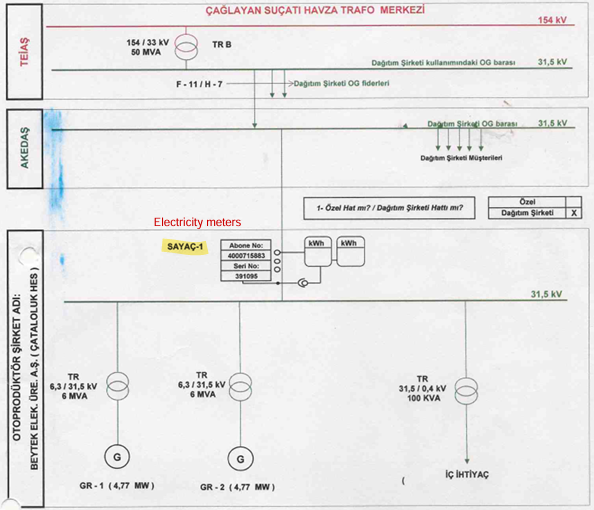 ÇAĞLAYAN SUÇATI HAVZA TRAFO MERKEZİ
154 kV
TEİAŞ
154 / 33 kV
50 MVA
TR B
Dağıtım Şirketi kullanımındaki OG barası
31,5 kV
F - 11 / H - 7
Dağıtım Şirketi OG fiderleri
AKEDAŞ
Dağıtım Şirketi OG barası
31,5 kV
Dağıtım Şirketi Müşterileri
1- Özel Hat mı? / Dağıtım Şirketi Hattı mı?
Özel
Dağıtım Şirketi X
Electricity meters
SAYAÇ-1
Abone No:
4000715883
Seri No:
391095
kWh
kWh
31,5 kV
OTOPRODÜKTÖR ŞİRKET ADI:
BEYTEK ELEK. ÜRE. A.Ş. ( ÇATALOLUK HES )
TR
6,3 / 31,5 kV
6 MVA
TR
6,3 / 31,5 kV
6 MVA
TR
31,5 / 0,4 kV
100 KVA
G
G
GR - 1 ( 4,77 MW )
GR - 2 ( 4,77 MW )
(
İÇ İHTİYAÇ